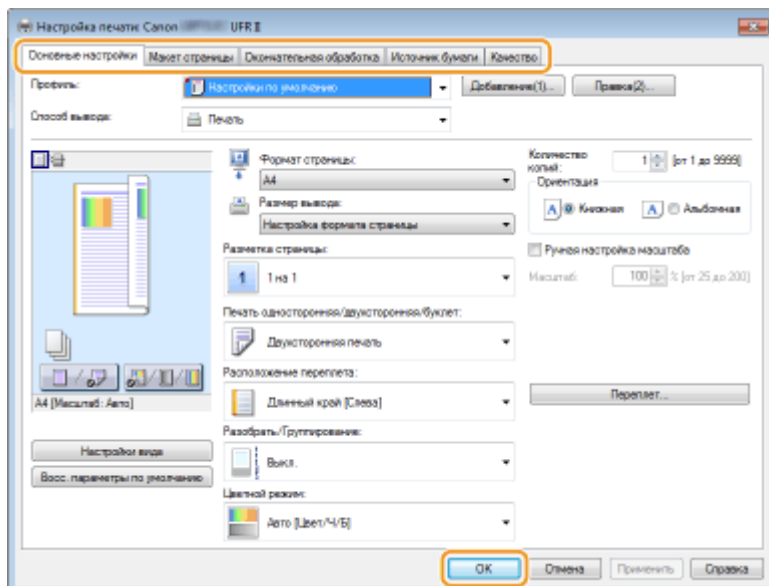 Настройка печати: Canon UFR II
Основные настройки Макет страницы Окончательная обработка Источник бумаги Качество
Профиль: Настройки по умолчанию Добавление(1)... Правка(2)...
Способ вывода: Печать
Формат страницы:
A4
Размер вывода:
Настройка формата страницы
Количество копий: 1 [от 1 до 9999]
Ориентация
A Книжная A Альбомная
Разметка страницы:
1 1 на 1
Ручная настройка масштаба
Масштаб: 100 % [от 25 до 200]
Печать односторонняя/двухсторонняя/буклет:
Двухсторонняя печать
A4 [Масштаб: Авто]
Расположение переплета:
Длинный край [Слева]
Переплет...
Разобрать/Группирование:
Выкл.
Настройки вида
Восс. параметры по умолчанию
Цветной режим:
Авто [Цвет/Ч/Б]
OK Отмена Применить Справка